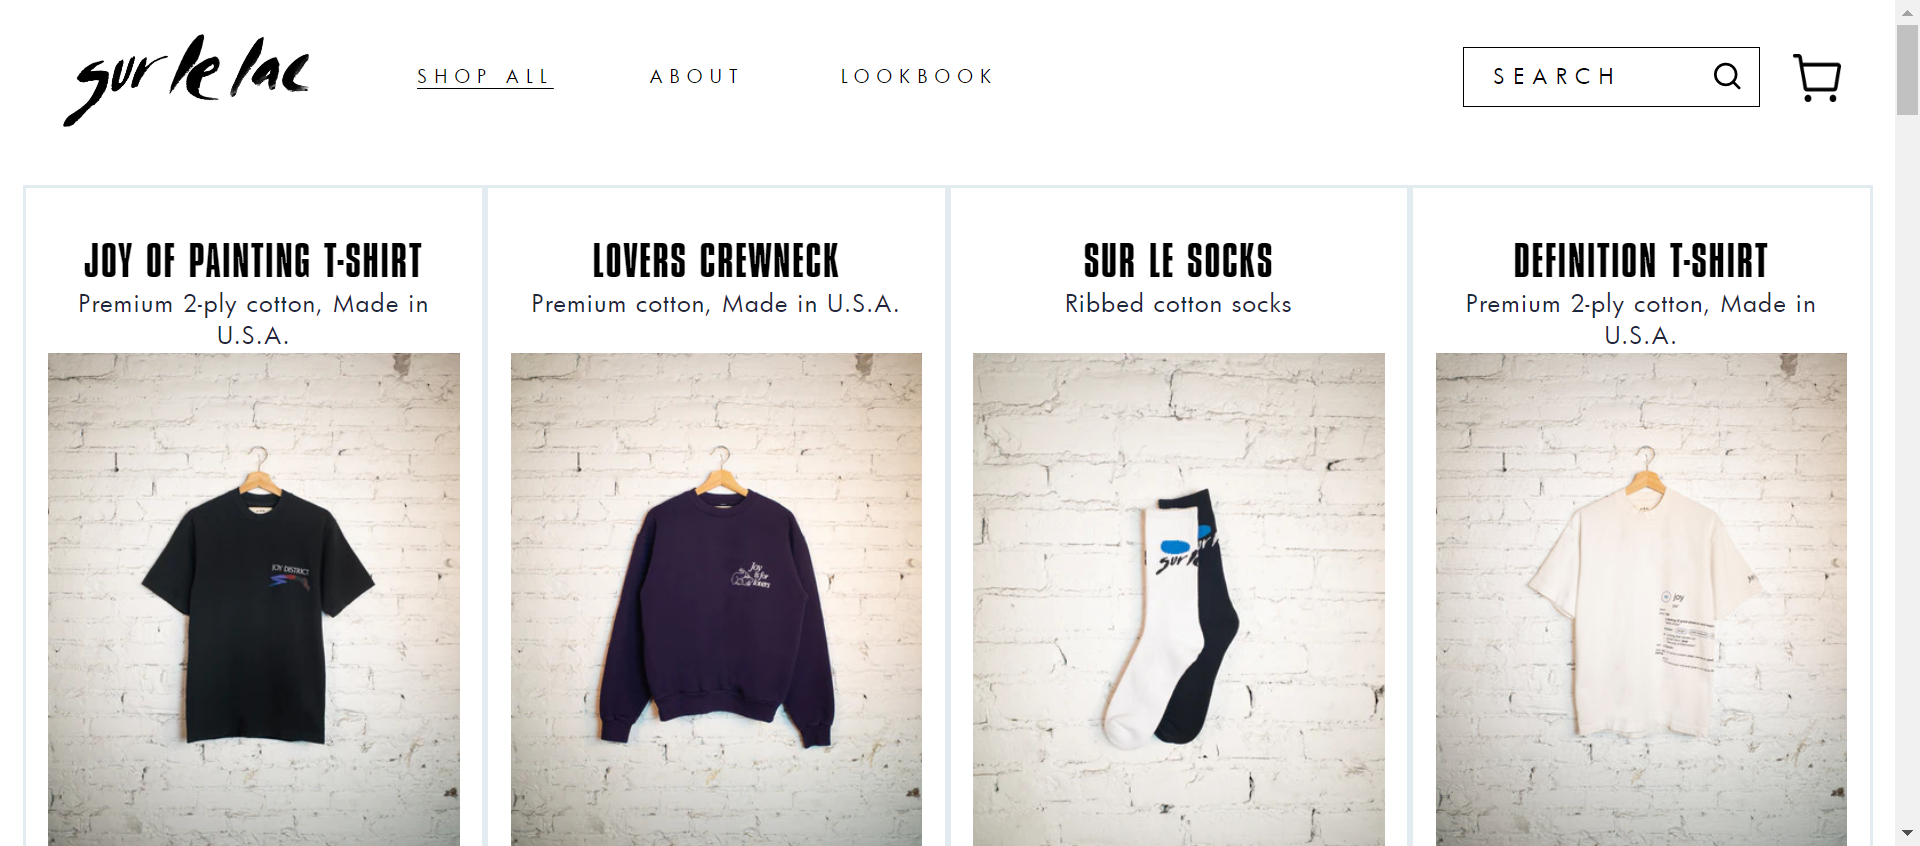 sur le lac
SHOP ALL
ABOUT
LOOKBOOK
SEARCH
JOY OF PAINTING T-SHIRT
Premium 2-ply cotton, Made in
U.S.A.
LOVERS CREWNECK
Premium cotton, Made in U.S.A.
SUR LE SOCKS
Ribbed cotton socks
DEFINITION T-SHIRT
Premium 2-ply cotton, Made in
U.S.A.
JOY DISTRICT
Joy
is for
lovers
sur le
joy